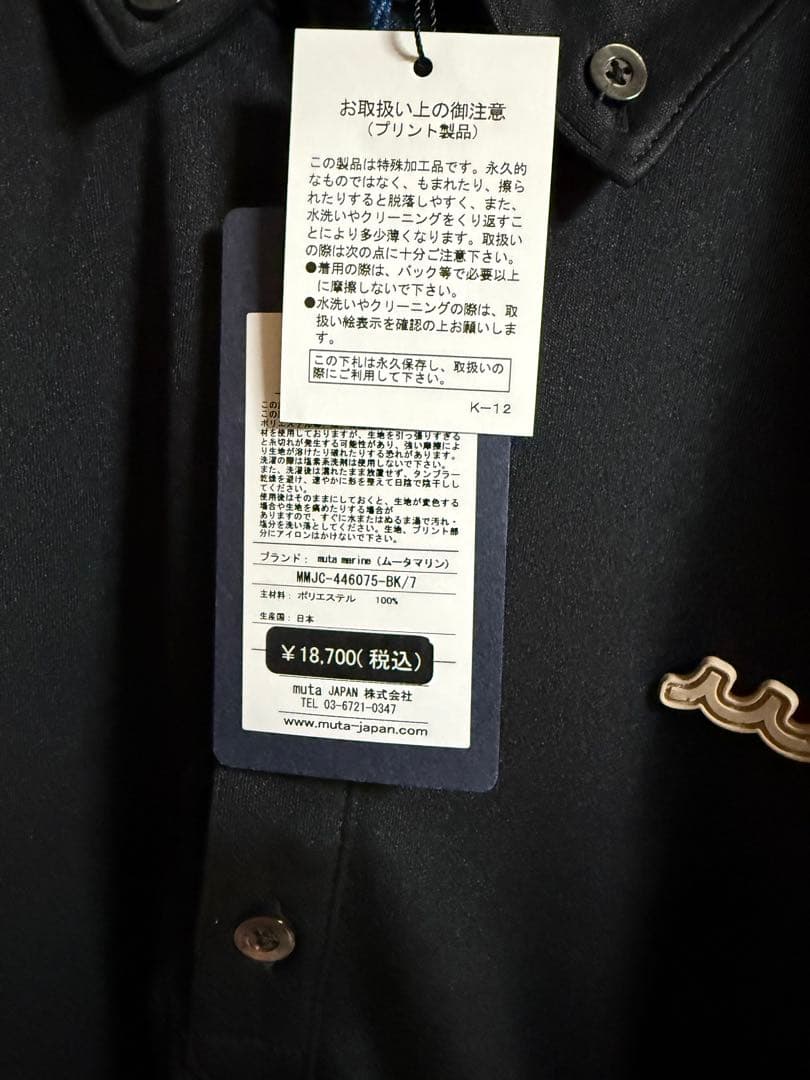 お取扱い上の御注意
(プリント製品)
この製品は特殊加工品です。永久的
なものではなく、もまれたり、擦ら
れたりすると脱落しやすく、また、
水洗いやクリーニングをくり返すこ
とにより多少薄くなります。取扱い
の際は次の点に十分ご注意下さい。
●着用の際は、バック等で必要以上
に摩擦しないで下さい。
●水洗いやクリーニングの際は、取
扱い絵表示を確認の上お願いしま
す。
この下札は永久保存し、取扱いの
際にご利用して下さい。
K-12
材を使用しておりますが、生地を引っ張りすぎる
と糸切れが発生する可能性があり、強い摩擦によ
り生地が溶けたり破れたりする恐れがあります。
洗濯の際は塩素系洗剤は使用しないで下さい。
また、洗濯後は濡れたまま放置せず、タンブラー
乾燥を避け、速やかに形を整えて日陰で陰干しし
てください。
使用後はそのままにしておくと、生地が変色する
場合や生地を痛めたりする場合が
ありますので、すぐに水またはぬるま湯で汚れ・
塩分を洗い落としてください。生地、プリント部
分にアイロンはかけないで下さい。
ブランド: muta marine (ムータマリン)
MMJC-446075-BK/7
主材料: ポリエステル 100%
生産国: 日本
¥18,700(税込)
muta JAPAN 株式会社
TEL 03-6721-0347
www.muta-japan.com